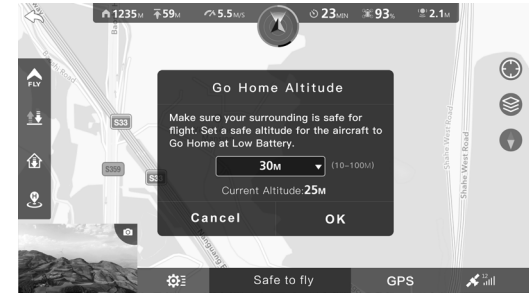 1235M 59M 5.5M/S 23MIN 93% 2.1M
FLY
S33
S359
Go Home Altitude
Make sure your surrounding is safe for
flight. Set a safe altitude for the aircraft to
Go Home at Low Battery.
30M (10-100M)
Current Altitude:25M
Cancel OK
Shahe West Road
Shahe West Road
H
Safe to fly GPS 12